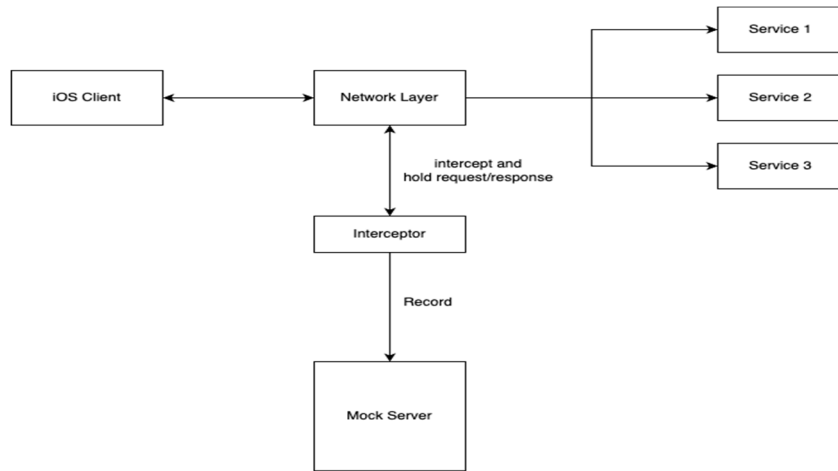 Service 1
iOS Client
Network Layer
Service 2
intercept and
hold request/response
Service 3
Interceptor
Record
Mock Server